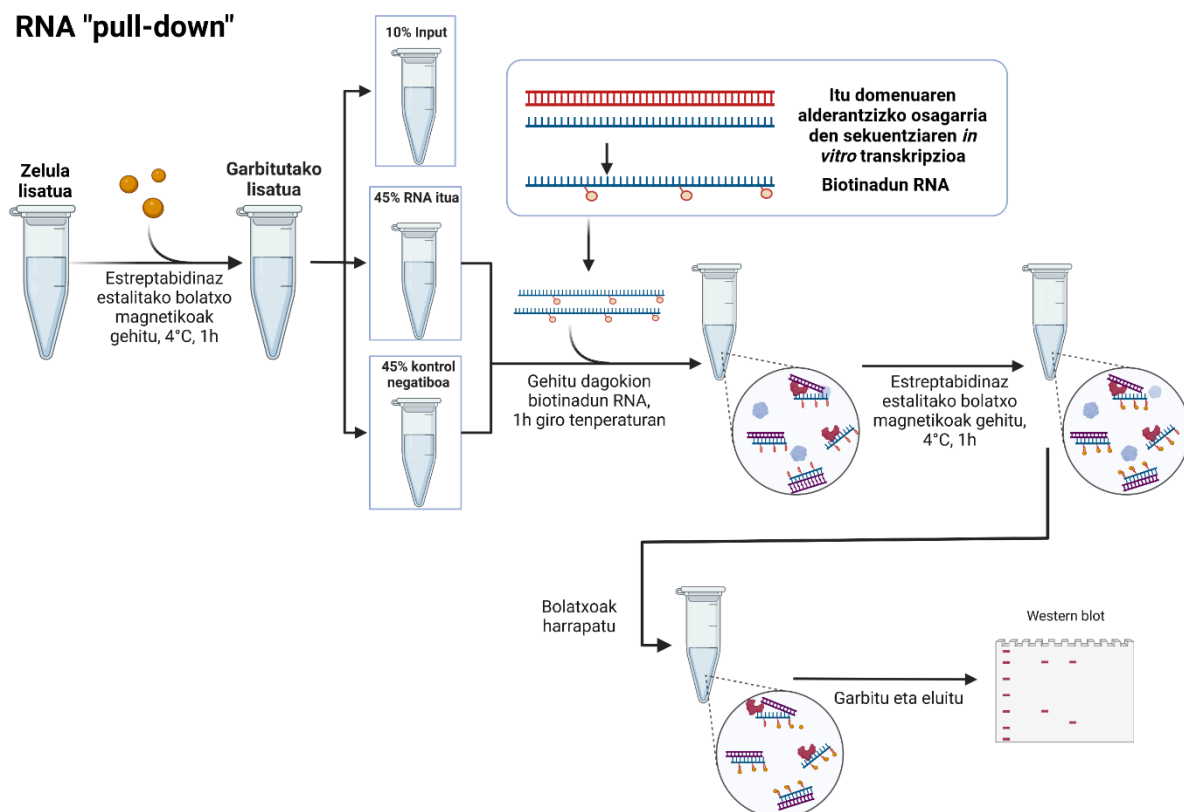 RNA "pull-down"
10% Input
Zelula
lisatua
Estreptabidinaz
estalitako bolatxo
magnetikoak
gehitu, 4°C, 1h
Garbitutako
lisatua
45% RNA itua
45% kontrol
negatiboa
Itu domenuaren
alderantzizko osagarria
den sekuentziaren in
vitro transkripzioa
Biotinadun RNA
Gehitu dagokion
biotinadun RNA,
1h giro tenperaturan
Estreptabidinaz
estalitako bolatxo
magnetikoak gehitu,
4°C, 1h
Bolatxoak
harrapatu
Garbitu eta eluitu
Western blot